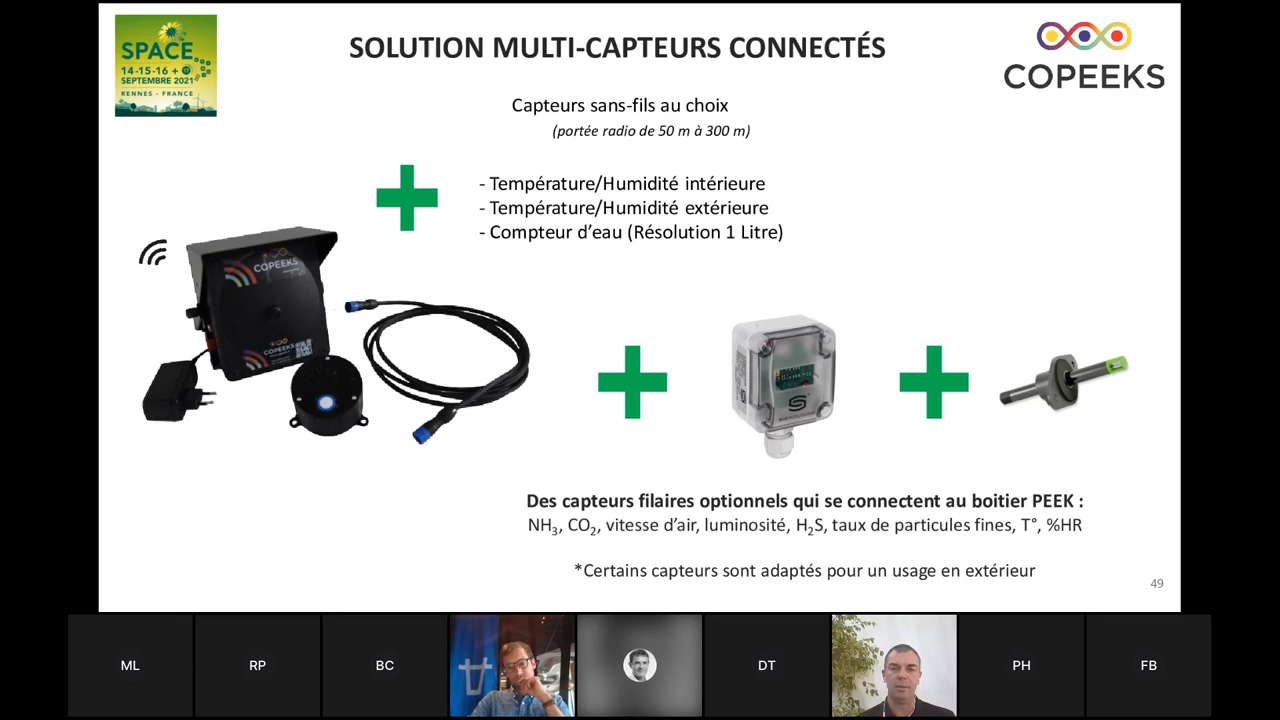 SPACE
14-15-16 +
SEPTEMBRE 2021
RENNES - FRANCE
SOLUTION MULTI-CAPTEURS CONNECTÉS
COPEEKS
Capteurs sans-fils au choix
(portée radio de 50 m à 300 m)
- Température/Humidité intérieure
- Température/Humidité extérieure
- Compteur d’eau (Résolution 1 Litre)
COPEEKS
COPEEKS
Des capteurs filaires optionnels qui se connectent au boitier PEEK :
NH₃, CO₂, vitesse d’air, luminosité, H₂S, taux de particules fines, T°, %HR
*Certains capteurs sont adaptés pour un usage en extérieur
49
ML
RP
BC
DT
PH
FB